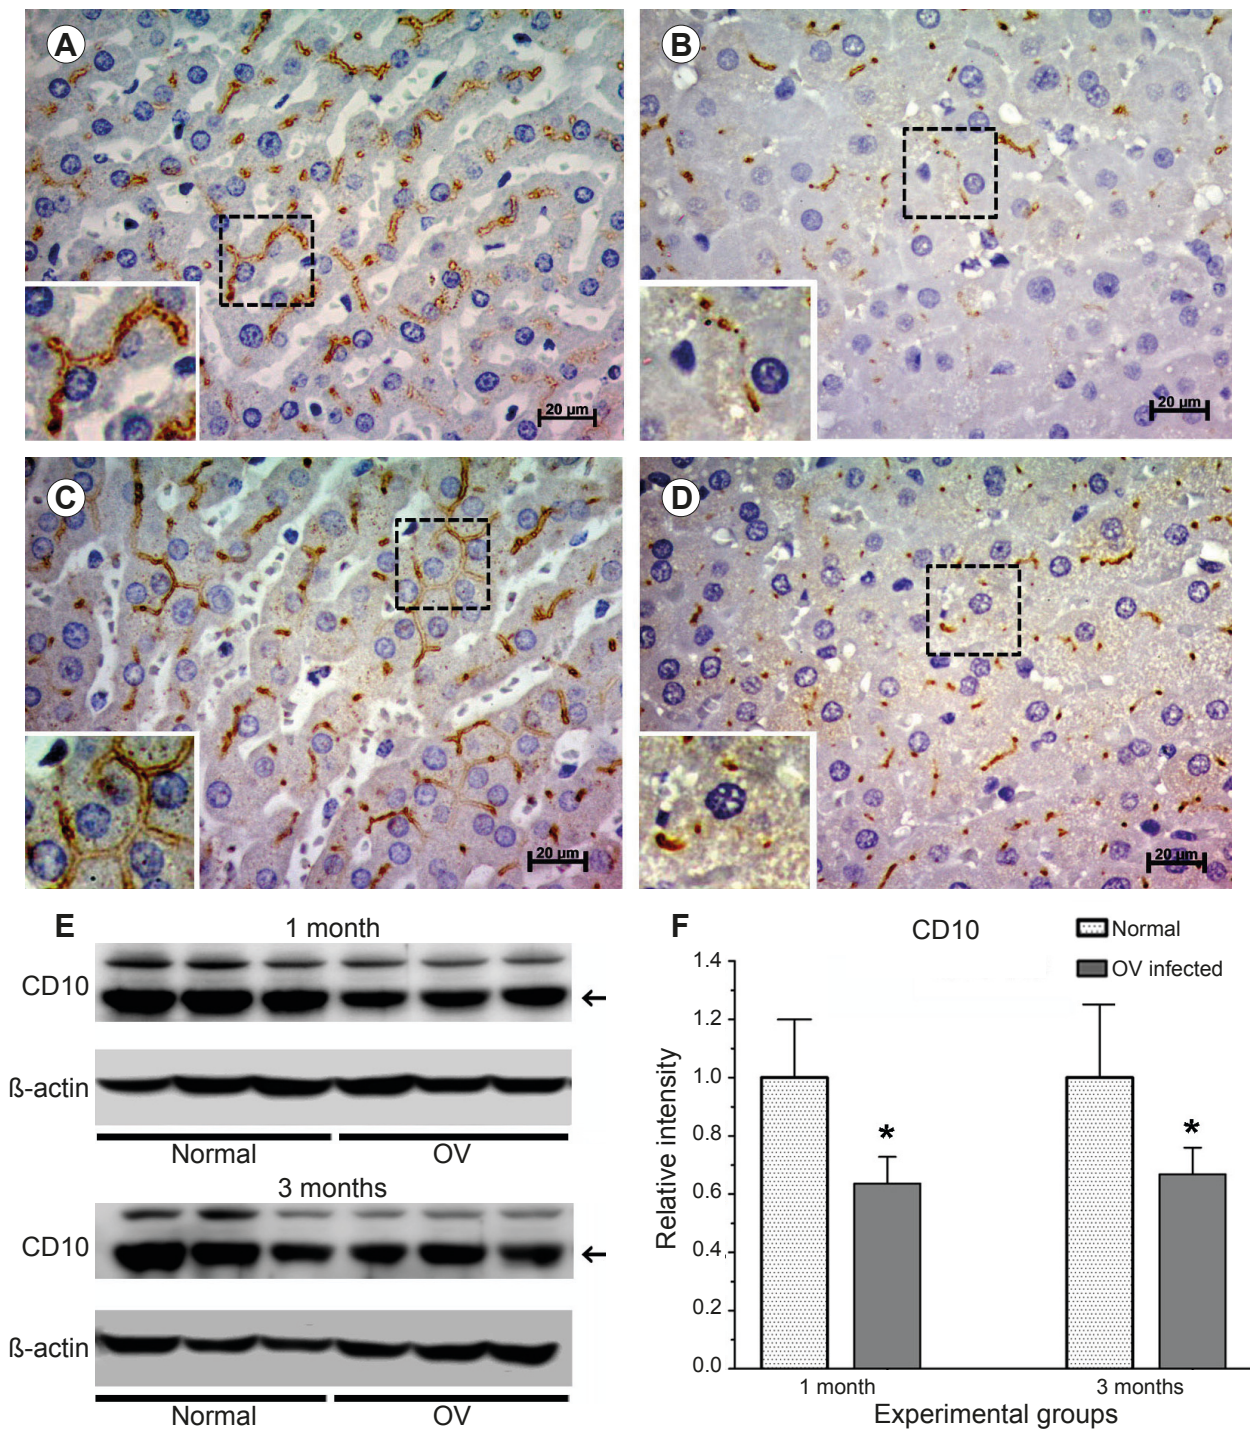 A
B
20 µm
20 µm
C
D
20 µm
20 µm
E
1 month
CD10
ß-actin
Normal OV
3 months
CD10
ß-actin
Normal OV
F
CD10
Normal
OV infected
Relative intensity
1.4
1.2
1.0
0.8
0.6
0.4
0.2
0.0
*
*
1 month 3 months
Experimental groups